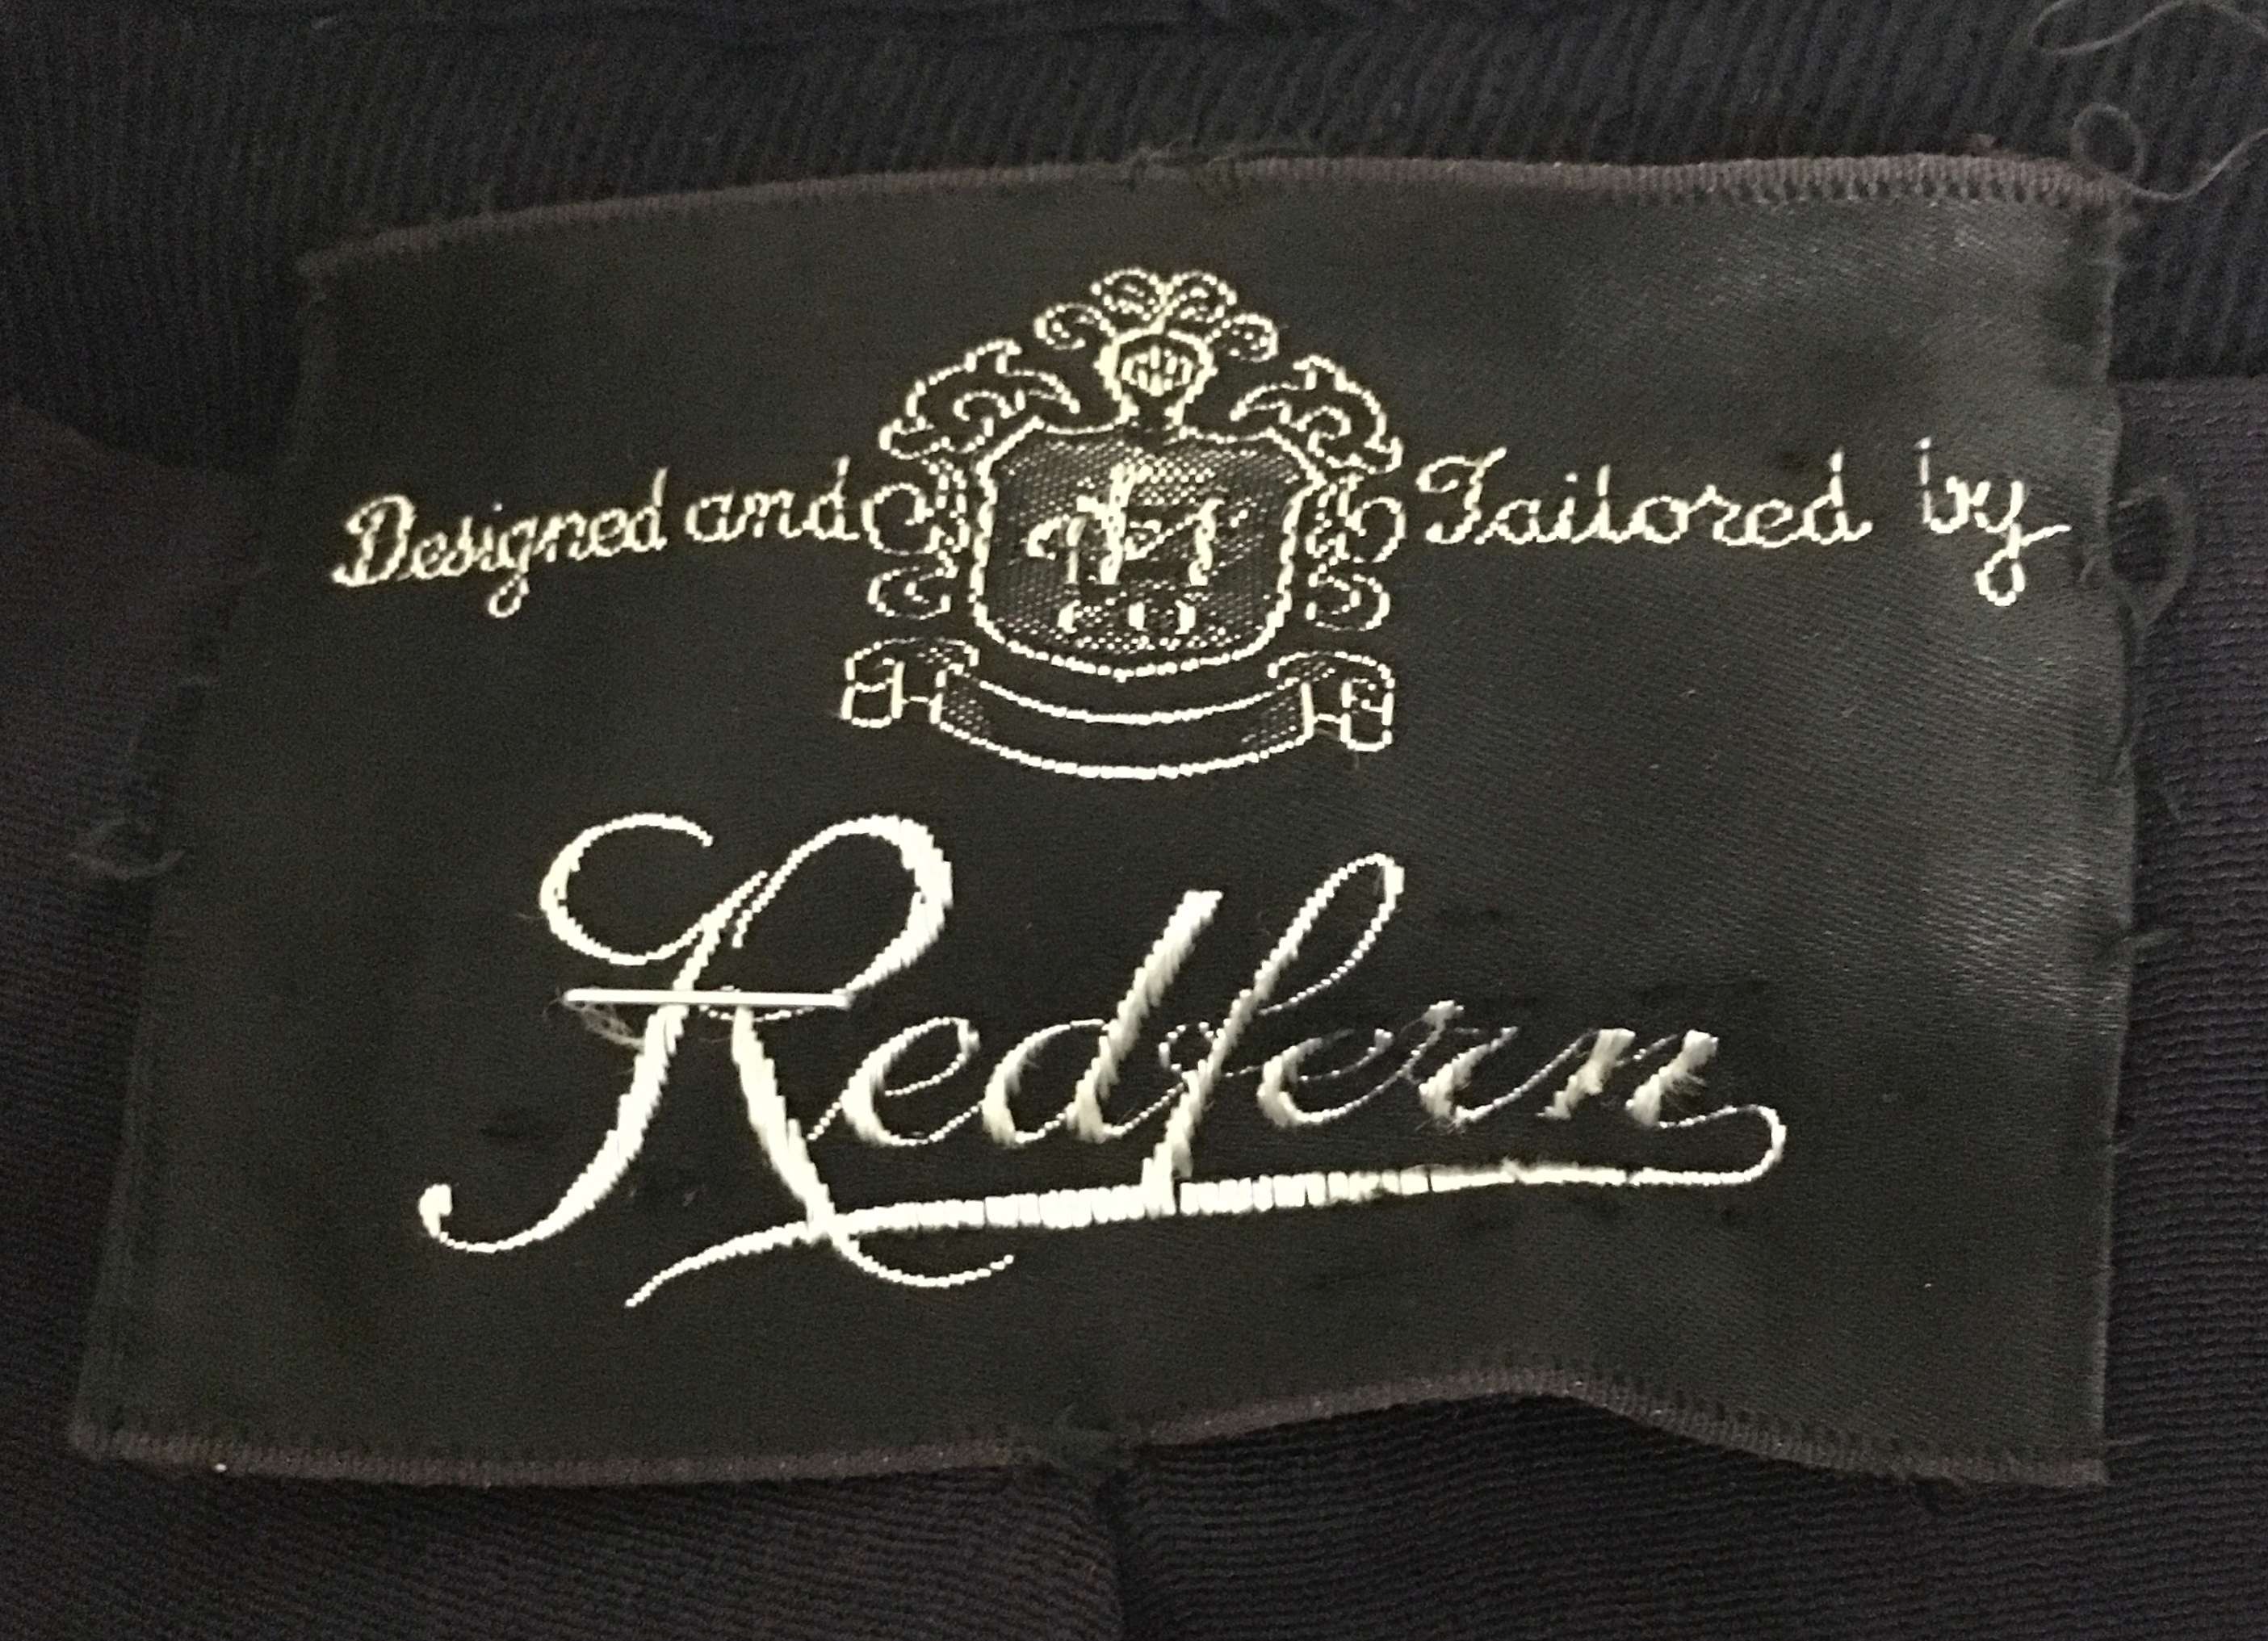 Designed and Tailored by
Redfern